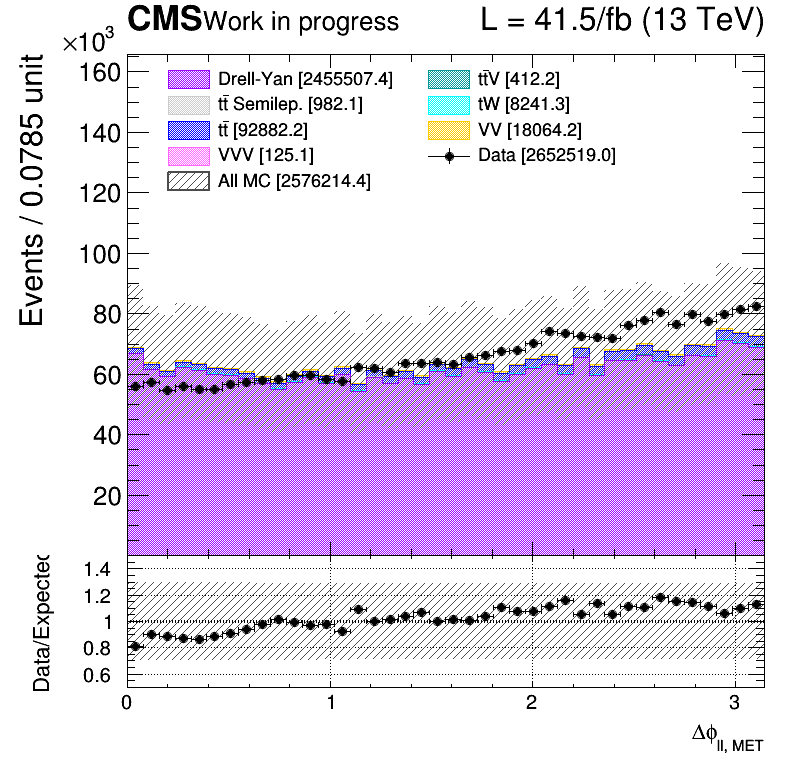 CMS Work in progress L = 41.5/fb (13 TeV)
×10³
Events / 0.0785 unit
160
140
120
100
80
60
40
20
Drell-Yan [2455507.4]
tt̄ Semilep. [982.1]
tt̄ [92882.2]
VVV [125.1]
All MC [2576214.4]
tt̄V [412.2]
tW [8241.3]
VV [18064.2]
Data [2652519.0]
Data/Expected
1.4
1.2
1
0.8
0.6
0 1 2 3
Δϕll, MET